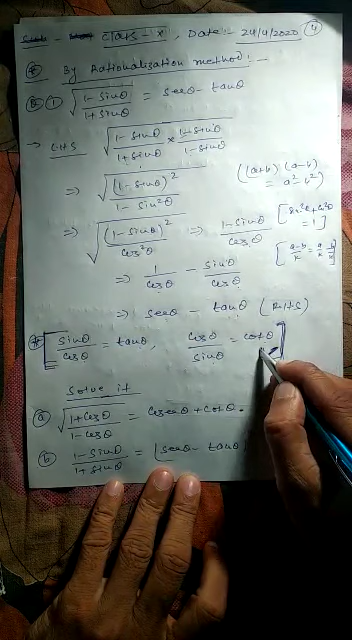 Class - X, Date: 24/4/2020 (4)
By Rationalization method:-
① √((1-sinθ)/(1+sinθ)) = secθ - tanθ
→ LHS √((1-sinθ)/(1+sinθ) × (1-sinθ)/(1-sinθ))
((a+b)(a-b) = a²-b²)
⇒ √((1-sinθ)²/(1-sin²θ))
⇒ √((1-sinθ)²/cos²θ) ⇒ (1-sinθ)/cosθ [sin²θ+cos²θ = 1]
⇒ 1/cosθ - sinθ/cosθ [(a-b)/k = a/k - b/k]
⇒ secθ - tanθ (RHS)
[sinθ/cosθ = tanθ, cosθ/sinθ = cotθ]
Solve it
(a) √((1+cosθ)/(1-cosθ)) = cosecθ + cotθ.
(b) (1-sinθ)/(1+sinθ) = (secθ - tanθ)